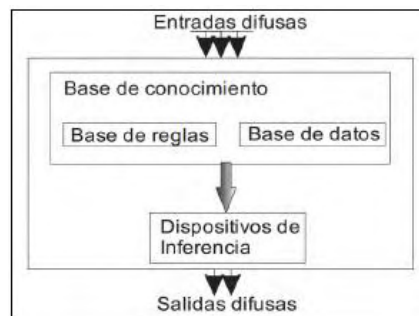 Entradas difusas
Base de conocimiento
Base de reglas
Base de datos
Dispositivos de
Inferencia
Salidas difusas